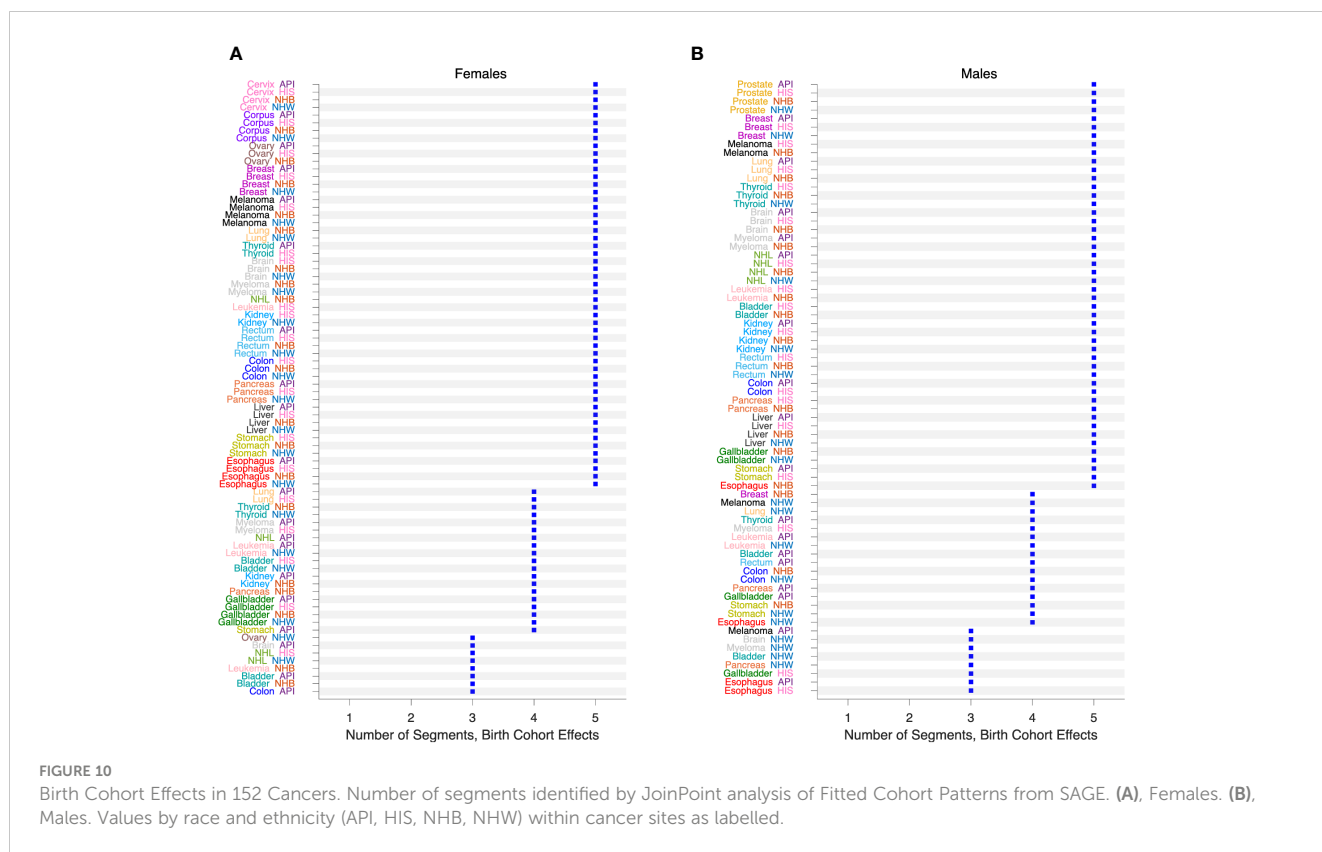 A
Females
Cervix API
Cervix HIS
Cervix NHB
Cervix NHW
Corpus API
Corpus HIS
Corpus NHB
Corpus NHW
Ovary API
Ovary HIS
Ovary NHB
Breast API
Breast HIS
Breast NHB
Breast NHW
Melanoma API
Melanoma HIS
Melanoma NHB
Melanoma NHW
Lung NHB
Lung NHW
Thyroid API
Thyroid HIS
Brain HIS
Brain NHB
Brain NHW
Myeloma NHB
Myeloma NHW
NHL NHB
Leukemia HIS
Kidney HIS
Kidney NHW
Rectum API
Rectum HIS
Rectum NHB
Rectum NHW
Colon HIS
Colon NHB
Colon NHW
Pancreas API
Pancreas HIS
Pancreas NHW
Liver API
Liver HIS
Liver NHB
Liver NHW
Stomach HIS
Stomach NHB
Stomach NHW
Esophagus API
Esophagus HIS
Esophagus NHB
Esophagus NHW
Lung API
Lung HIS
Thyroid NHB
Thyroid NHW
Myeloma API
Myeloma HIS
NHL API
Leukemia API
Leukemia NHW
Bladder HIS
Bladder NHW
Kidney API
Kidney NHB
Pancreas NHB
Gallbladder API
Gallbladder HIS
Gallbladder NHB
Gallbladder NHW
Stomach API
Ovary NHW
Brain API
NHL HIS
NHL NHW
Leukemia NHB
Bladder API
Bladder NHB
Colon API
1 2 3 4 5
Number of Segments, Birth Cohort Effects
B
Males
Prostate API
Prostate HIS
Prostate NHB
Prostate NHW
Breast API
Breast HIS
Breast NHW
Melanoma HIS
Melanoma NHB
Lung API
Lung HIS
Lung NHB
Thyroid HIS
Thyroid NHB
Thyroid NHW
Brain API
Brain HIS
Brain NHB
Myeloma API
Myeloma NHB
NHL API
NHL HIS
NHL NHB
NHL NHW
Leukemia HIS
Leukemia NHB
Bladder HIS
Bladder NHB
Kidney API
Kidney HIS
Kidney NHB
Kidney NHW
Rectum HIS
Rectum NHB
Rectum NHW
Colon API
Colon HIS
Pancreas HIS
Pancreas NHB
Liver API
Liver HIS
Liver NHB
Liver NHW
Gallbladder NHB
Gallbladder NHW
Stomach API
Stomach HIS
Esophagus NHB
Breast NHB
Melanoma NHW
Lung NHW
Thyroid API
Myeloma HIS
Leukemia API
Leukemia NHW
Bladder API
Rectum API
Colon NHB
Colon NHW
Pancreas API
Gallbladder API
Stomach NHB
Stomach NHW
Esophagus NHW
Melanoma API
Brain NHW
Myeloma NHW
Bladder NHW
Pancreas NHW
Gallbladder HIS
Esophagus API
Esophagus HIS
1 2 3 4 5
Number of Segments, Birth Cohort Effects
FIGURE 10
Birth Cohort Effects in 152 Cancers. Number of segments identified by JoinPoint analysis of Fitted Cohort Patterns from SAGE. (A), Females. (B),
Males. Values by race and ethnicity (API, HIS, NHB, NHW) within cancer sites as labelled.